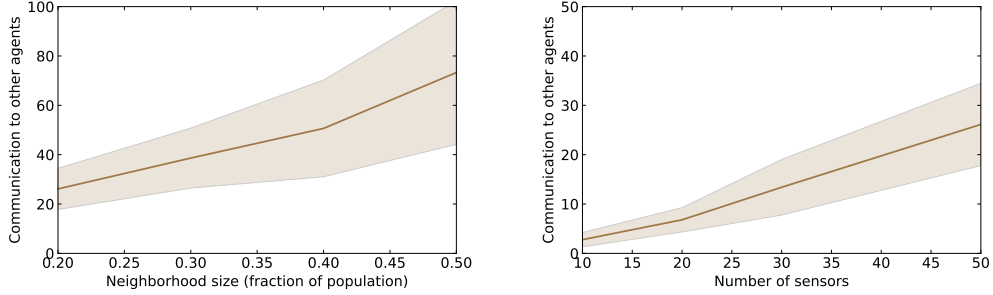 Communication to other agents
100
80
60
40
20
0
0.20 0.25 0.30 0.35 0.40 0.45 0.50
Neighborhood size (fraction of population)
Communication to other agents
50
40
30
20
10
0
10 15 20 25 30 35 40 45 50
Number of sensors